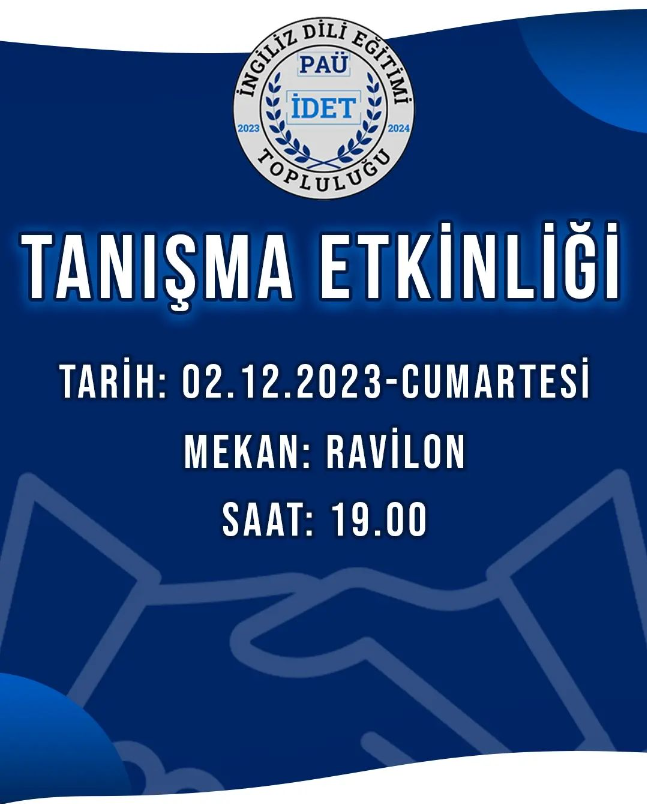 İNGİLİZ DİLİ EĞİTİMİ
PAÜ
İDET
2023 2024
TOPLULUĞU
TANIŞMA ETKİNLİĞİ
TARİH: 02.12.2023-CUMARTESİ
MEKAN: RAVİLON
SAAT: 19.00